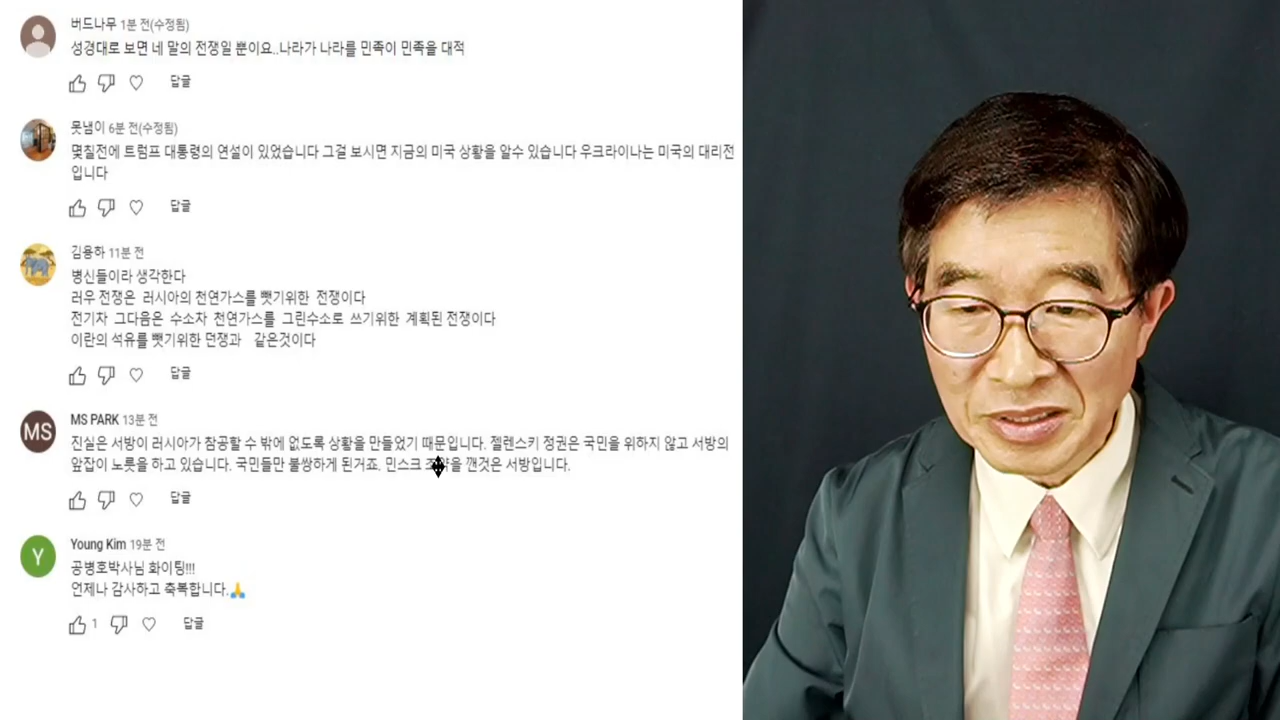 버드나무 1분 전(수정됨)
성경대로 보면 네 말의 전쟁일 뿐이요..나라가 나라를 민족이 민족을 대적
답글
못냄이 6분 전(수정됨)
몇칠전에 트럼프 대통령의 연설이 있었습니다 그걸 보시면 지금의 미국 상황을 알수 있습니다 우크라이나는 미국의 대리전
입니다
답글
김용하 11분 전
병신들이라 생각한다
러우 전쟁은 러시아의 천연가스를 뺏기위한 전쟁이다
전기차 그다음은 수소차 천연가스를 그린수소로 쓰기위한 계획된 전쟁이다
이란의 석유를 뺏기위한 던쟁과 같은것이다
답글
MS
MS PARK 13분 전
진실은 서방이 러시아가 참공할 수 밖에 없도록 상황을 만들었기 때문입니다. 젤렌스키 정권은 국민을 위하지 않고 서방의
앞잡이 노릇을 하고 있습니다. 국민들만 불쌍하게 된거죠. 민스크 깬것은 서방입니다.
답글
Y
Young Kim 19분 전
공병호박사님 화이팅!!!
언제나 감사하고 축복합니다.🙏
1
답글